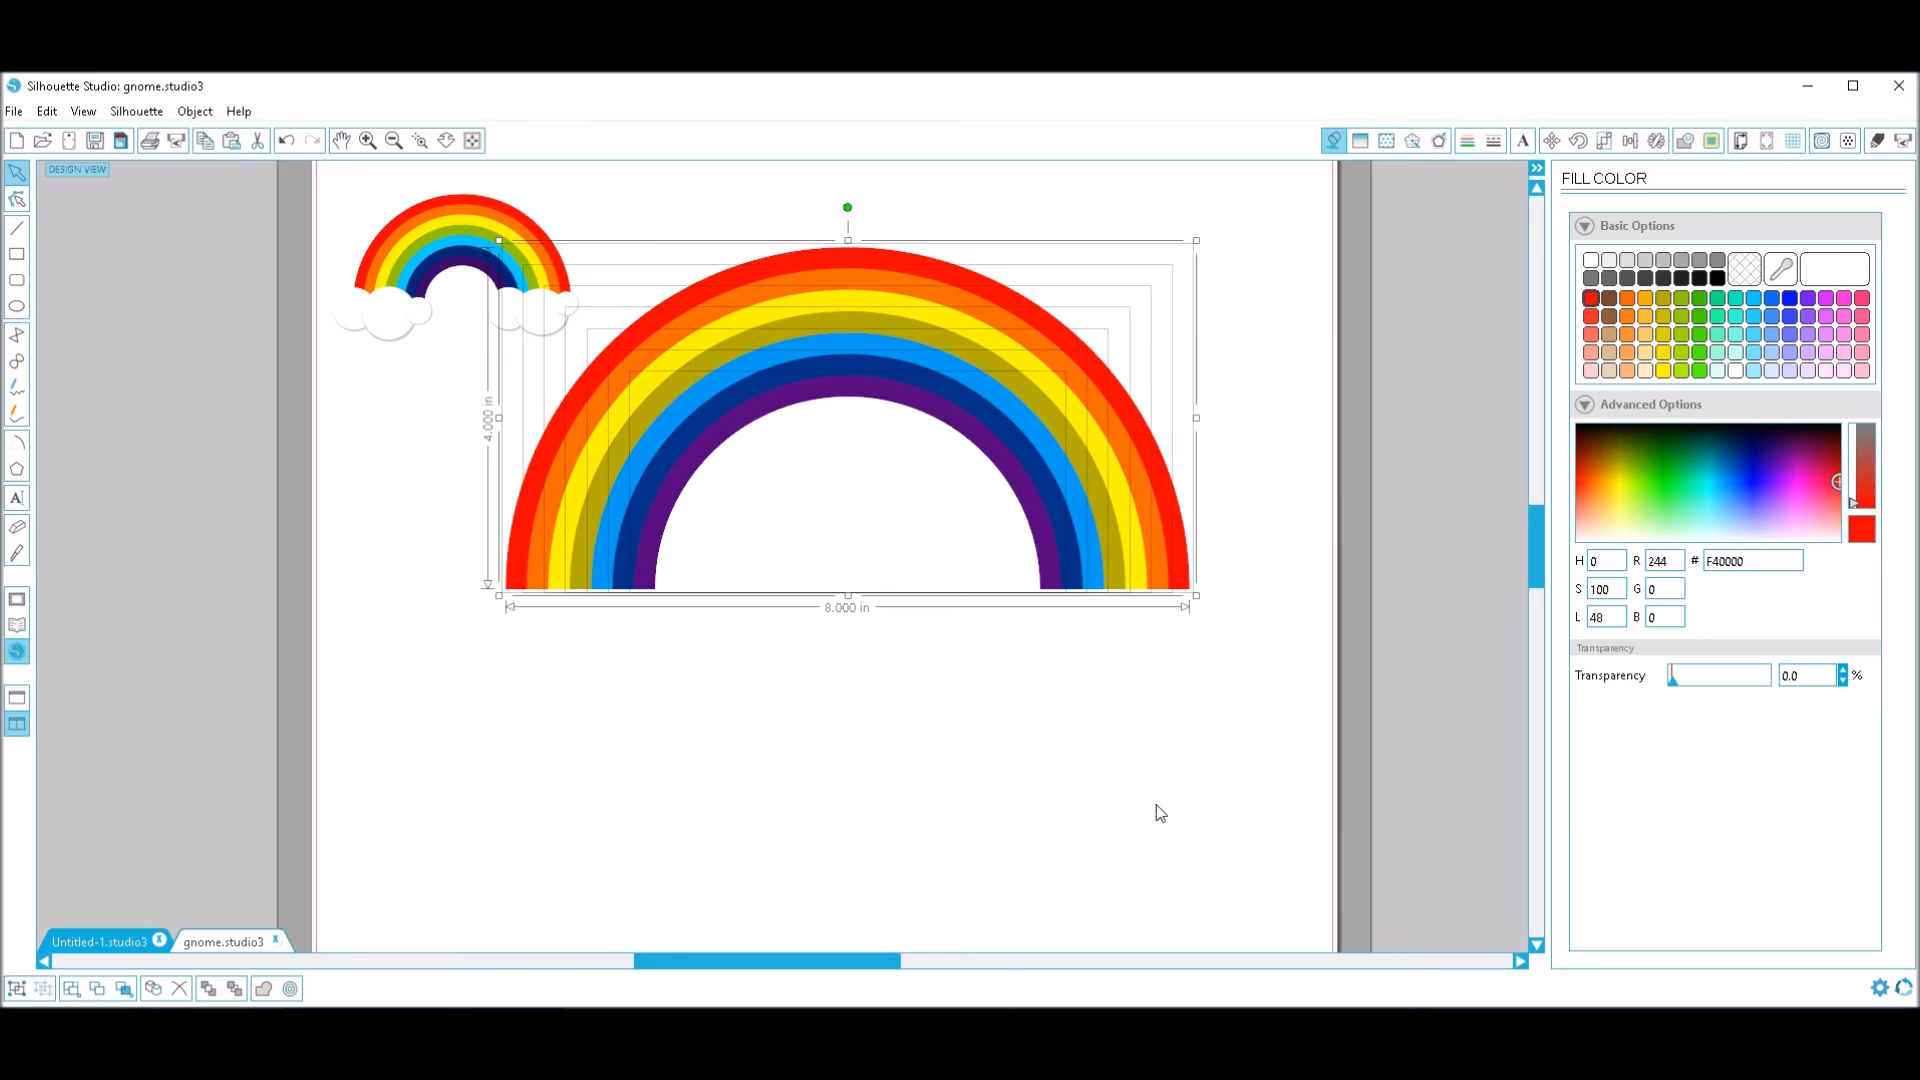 Silhouette Studio: gnome.studio3
File Edit View Silhouette Object Help
A
DESIGN VIEW
FILL COLOR
Basic Options
Advanced Options
A
4.000 in
8.000 in
H 0 R 244 # F40000
S 100 G 0
L 48 B 0
Transparency
Transparency 0.0 %
Untitled-1.studio3 x gnome.studio3 x